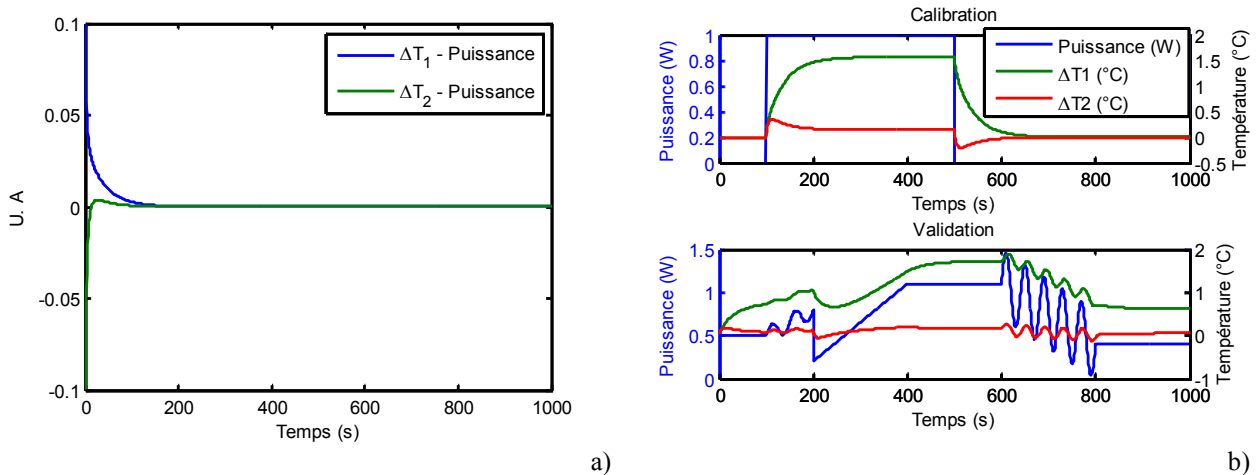 0.1
0.05
0
-0.05
-0.1
U. A
0 200 400 600 800 1000
Temps (s)
ΔT1 - Puissance
ΔT2 - Puissance
a)
Calibration
1
0.8
0.6
0.4
0.2
0
Puissance (W)
2
1.5
1
0.5
0
-0.5
Température (°C)
Puissance (W)
ΔT1 (°C)
ΔT2 (°C)
0 200 400 600 800 1000
Temps (s)
Validation
1.5
1
0.5
0
Puissance (W)
2
1
0
-1
Température (°C)
0 200 400 600 800 1000
Temps (s)
b)